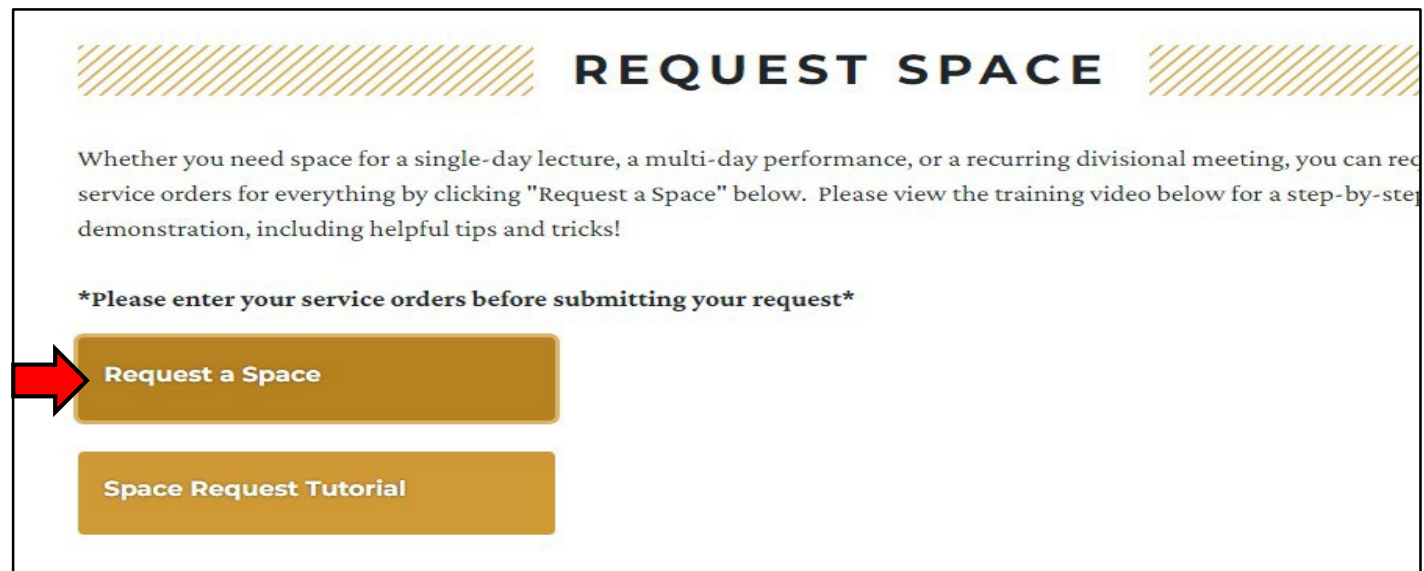 REQUEST SPACE
Whether you need space for a single-day lecture, a multi-day performance, or a recurring divisional meeting, you can
service orders for everything by clicking "Request a Space" below. Please view the training video below for a
demonstration, including helpful tips and tricks!
*Please enter your service orders before submitting your request*
Request a Space
Space Request Tutorial